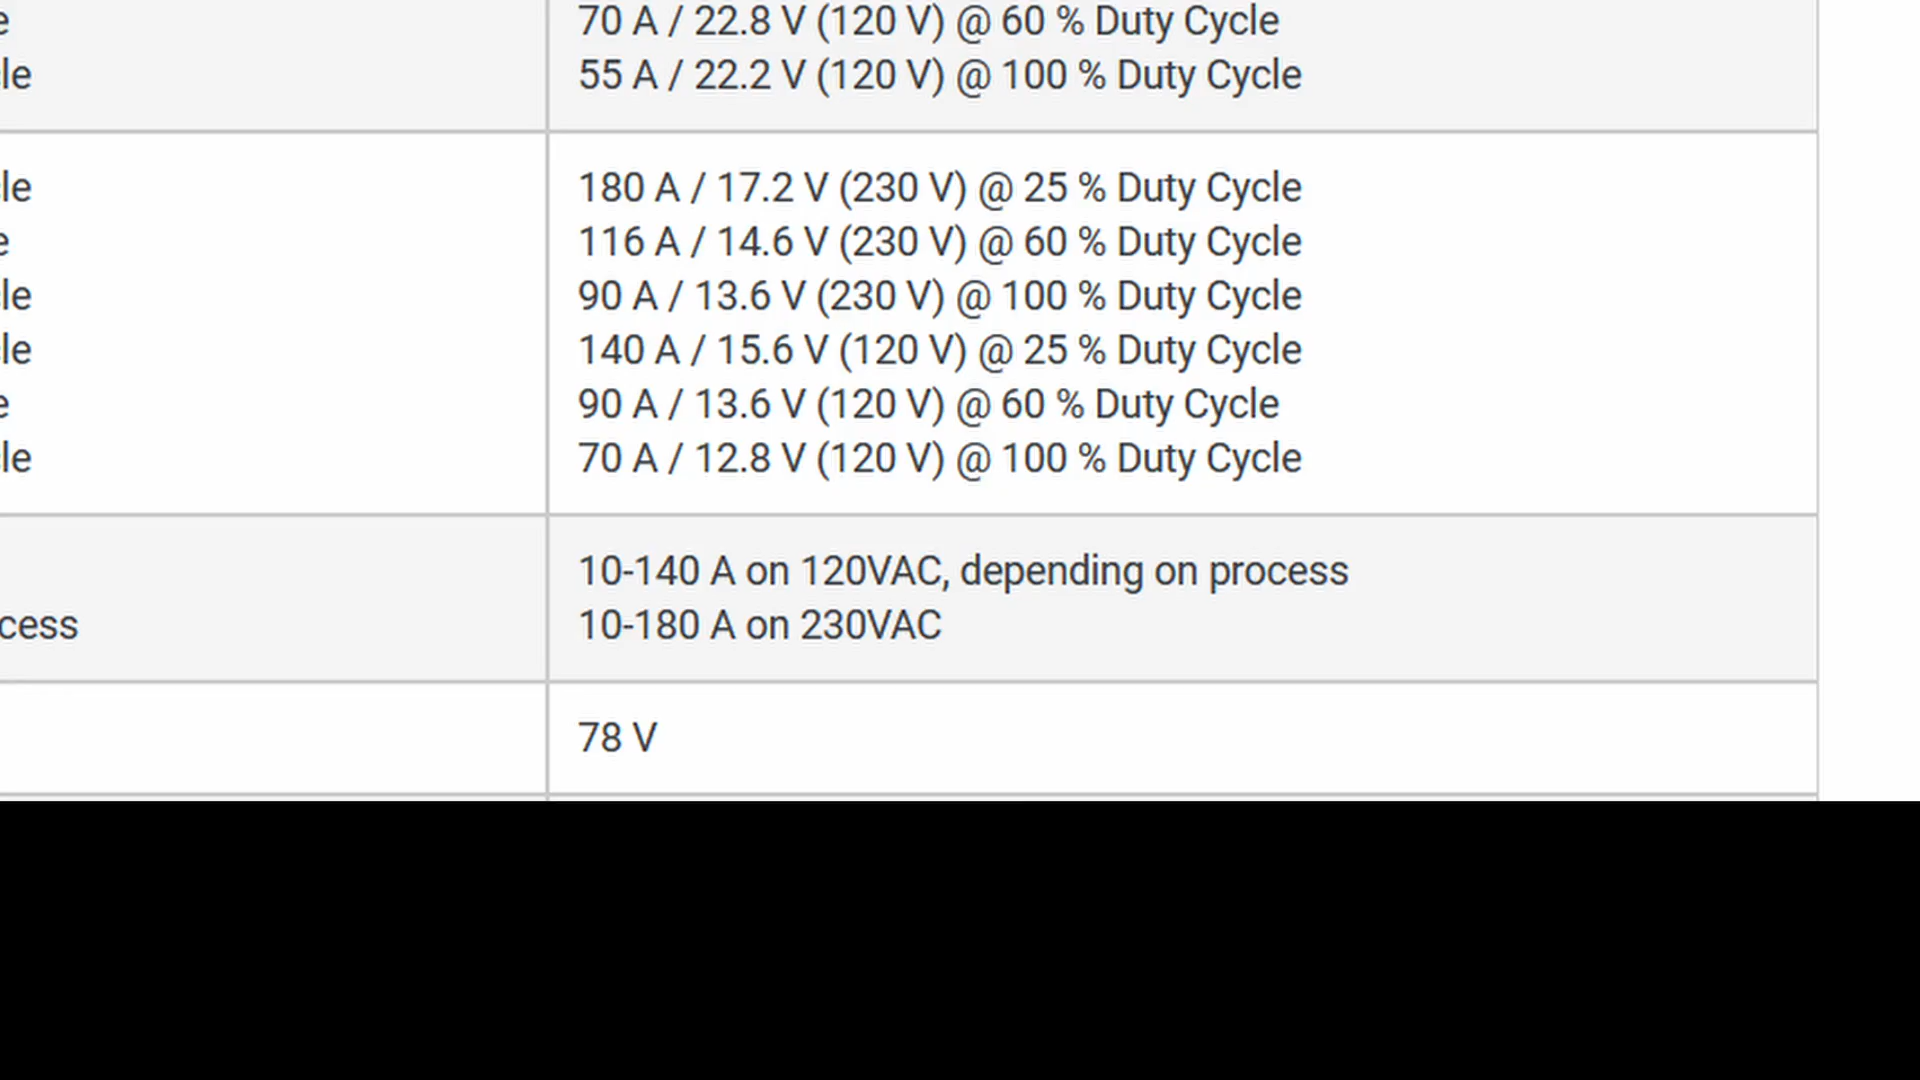 70 A / 22.8 V (120 V) @ 60 % Duty Cycle
55 A / 22.2 V (120 V) @ 100 % Duty Cycle
180 A / 17.2 V (230 V) @ 25 % Duty Cycle
116 A / 14.6 V (230 V) @ 60 % Duty Cycle
90 A / 13.6 V (230 V) @ 100 % Duty Cycle
140 A / 15.6 V (120 V) @ 25 % Duty Cycle
90 A / 13.6 V (120 V) @ 60 % Duty Cycle
70 A / 12.8 V (120 V) @ 100 % Duty Cycle
10-140 A on 120VAC, depending on process
10-180 A on 230VAC
78 V